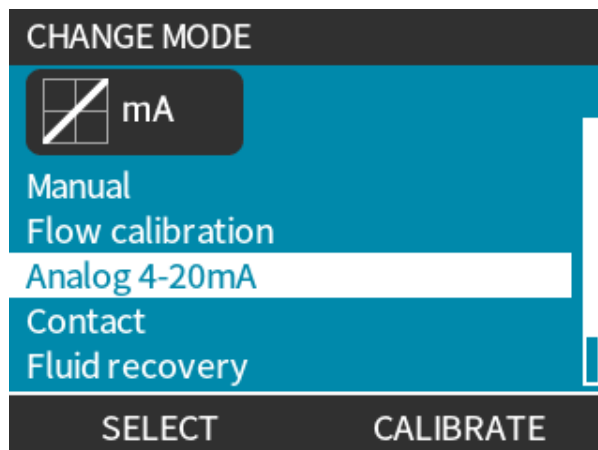 CHANGE MODE
mA
Manual
Flow calibration
Analog 4-20mA
Contact
Fluid recovery
SELECT CALIBRATE